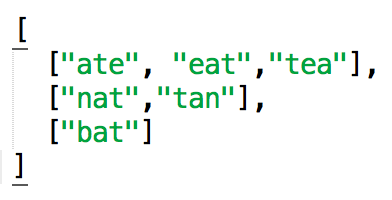 [
["ate", "eat","tea"],
["nat","tan"],
["bat"]
]